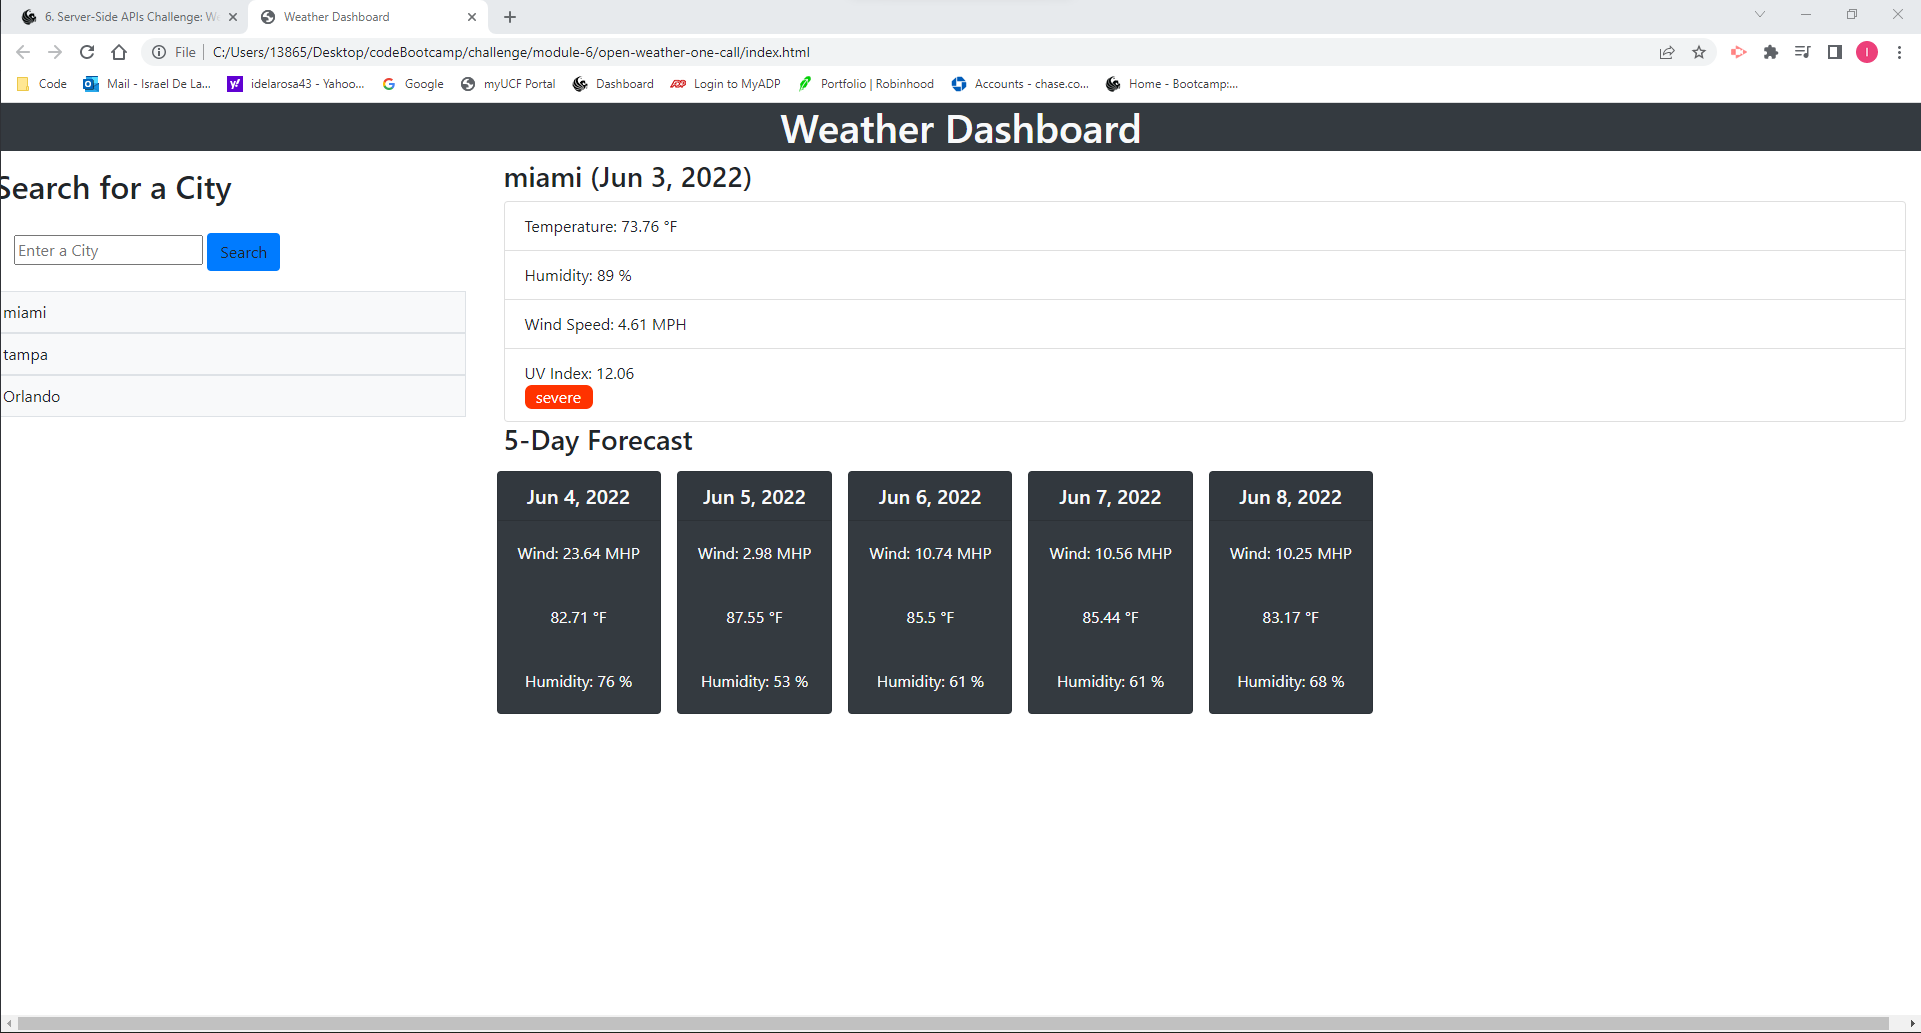 6. Server-Side APIs Challenge: W
Weather Dashboard
File
C:/Users/13865/Desktop/codeBootcamp/challenge/module-6/open-weather-one-call/index.html
I
Code
Mail - Israel De La...
idelarosa43 - Yahoo...
Google
myUCF Portal
Dashboard
Login to MyADP
Portfolio | Robinhood
Accounts - chase.co...
Home - Bootcamp:...
Weather Dashboard
Search for a City
Enter a City
Search
miami
tampa
Orlando
miami (Jun 3, 2022)
Temperature: 73.76 °F
Humidity: 89 %
Wind Speed: 4.61 MPH
UV Index: 12.06
severe
5-Day Forecast
Jun 4, 2022
Wind: 23.64 MHP
82.71 °F
Humidity: 76 %
Jun 5, 2022
Wind: 2.98 MHP
87.55 °F
Humidity: 53 %
Jun 6, 2022
Wind: 10.74 MHP
85.5 °F
Humidity: 61 %
Jun 7, 2022
Wind: 10.56 MHP
85.44 °F
Humidity: 61 %
Jun 8, 2022
Wind: 10.25 MHP
83.17 °F
Humidity: 68 %